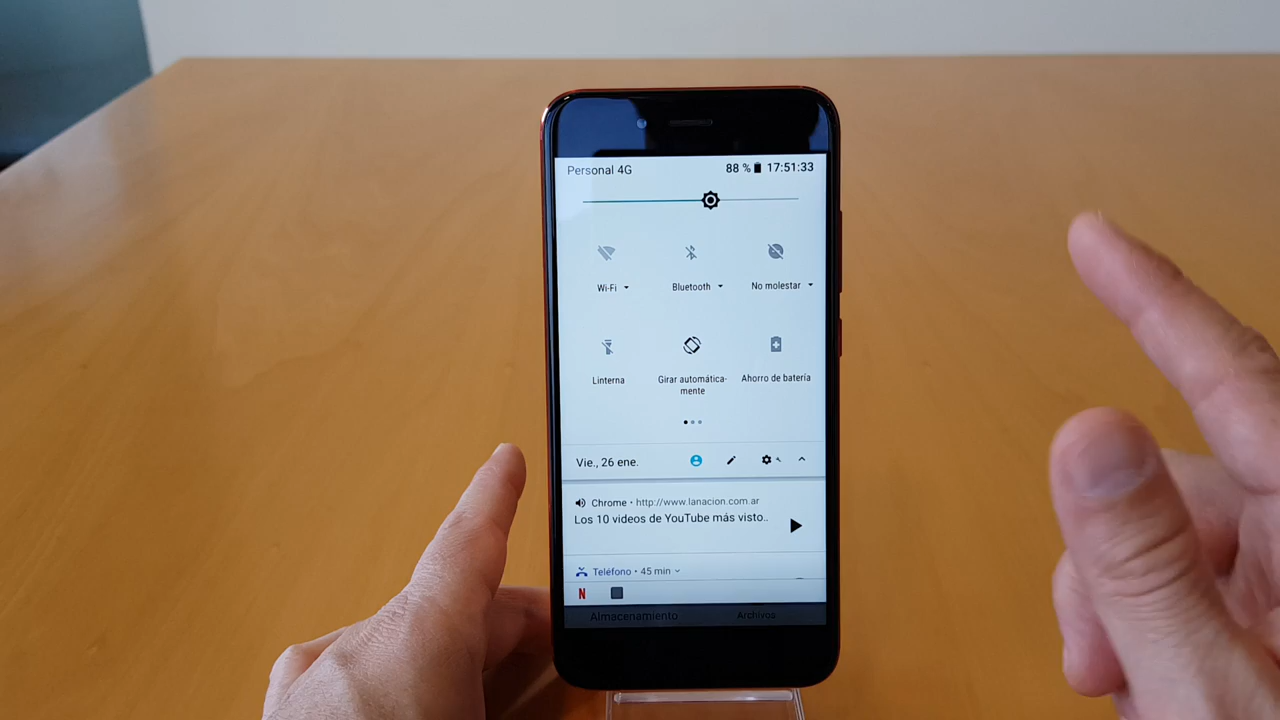 Personal 4G 88 % 17:51:33
Wi-Fi Bluetooth No molestar
Linterna Girar automática-
mente Ahorro de batería
Vie., 26 ene.
Chrome • http://www.lanacion.com.ar
Los 10 videos de YouTube más visto..
Teléfono • 45 min
N
Almacenamiento Archivos